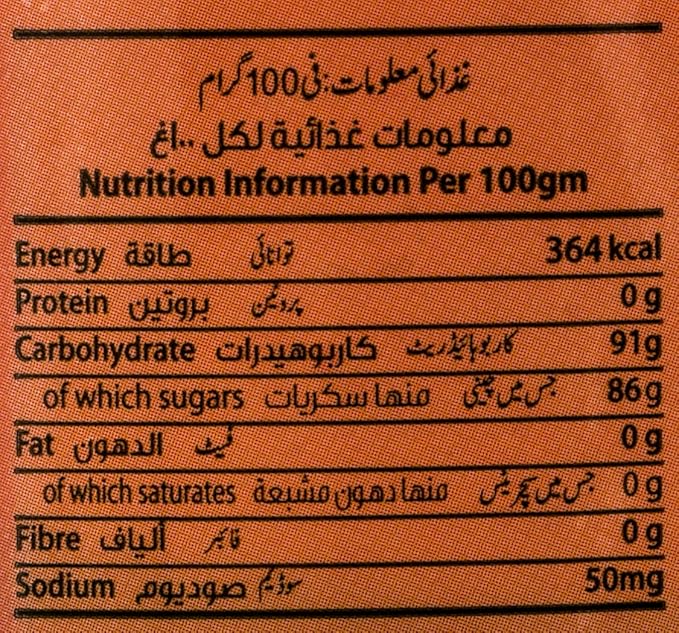 غذائی معلومات: فی 100 گرام
معلومات غذائية لكل ١٠٠غ
Nutrition Information Per 100gm
Energy طاقة توانائی 364 kcal
Protein بروتين پروٹین 0 g
Carbohydrate كاربوهيدرات کاربوہائیڈریٹ 91g
of which sugars منها سكريات جس میں چینی 86g
Fat الدهون فیٹ 0 g
of which saturates منها دهون مشبعة جس میں سیچریٹس 0 g
Fibre ألياف فائبر 0 g
Sodium صوديوم سوڈیم 50mg